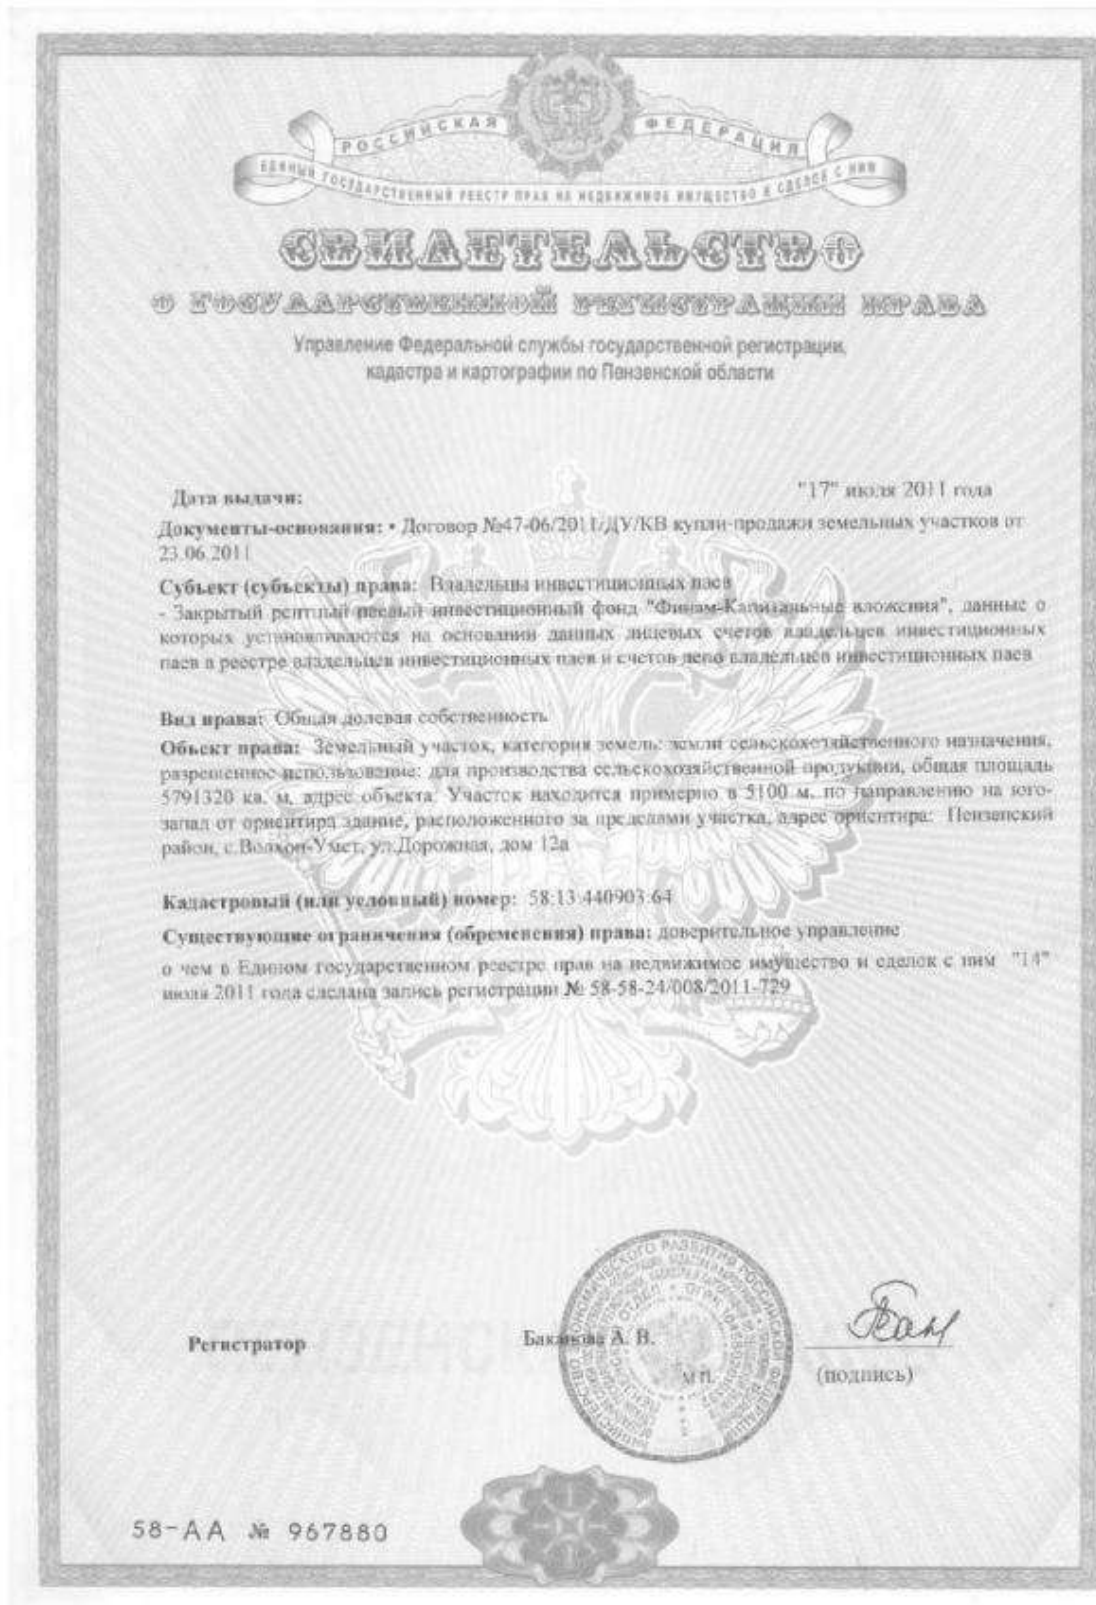 РОССИЙСКАЯ ФЕДЕРАЦИЯ
ЕДИНЫЙ ГОСУДАРСТВЕННЫЙ РЕЕСТР ПРАВ НА НЕДВИЖИМОЕ ИМУЩЕСТВО И СДЕЛОК С НИМ
СВИДЕТЕЛЬСТВО
О ГОСУДАРСТВЕННОЙ РЕГИСТРАЦИИ ПРАВА
Управление Федеральной службы государственной регистрации,
кадастра и картографии по Пензенской области
Дата выдачи: "17" июля 2011 года
Документы-основания: • Договор №47-06/2011/ДУ/КВ купли-продажи земельных участков от
23.06.2011
Субъект (субъекты) права: Владельцы инвестиционных паев
- Закрытый рентный паевый инвестиционный фонд "Финам-Капитальные вложения", данные о
которых устанавливаются на основании данных лицевых счетов владельцев инвестиционных
паев в реестре владельцев инвестиционных паев и счетов депо владельцев инвестиционных паев
Вид права: Общая долевая собственность
Объект права: Земельный участок, категория земель: земли сельскохозяйственного назначения,
разрешенное использование: для производства сельскохозяйственной продукции, общая площадь
5791320 кв. м, адрес объекта: Участок находится примерно в 5100 м. по направлению на юго-
запад от ориентира здание, расположенного за пределами участка, адрес ориентира: Пензенский
район, с.Волхон-Умет, ул.Дорожная, дом 12а
Кадастровый (или условный) номер: 58:13:440903:64
Существующие ограничения (обременения) права: доверительное управление
о чем в Едином государственном реестре прав на недвижимое имущество и сделок с ним "14"
июля 2011 года сделана запись регистрации № 58-58-24/008/2011-729
МИНИСТЕРСТВО ЭКОНОМИЧЕСКОГО РАЗВИТИЯ РОССИЙСКОЙ ФЕДЕРАЦИИ
Регистратор Баканова А. В.
М.П. (подпись)
58-АА № 967880